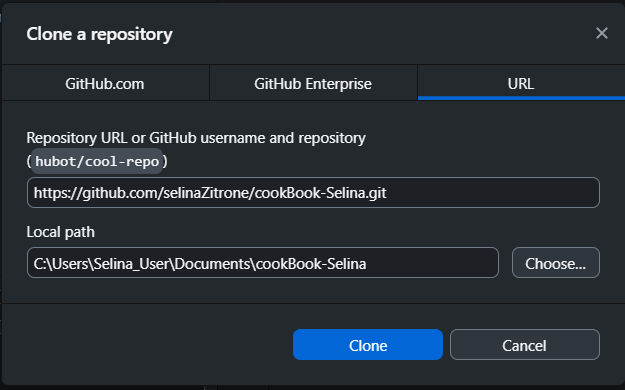 Clone a repository
GitHub.com
GitHub Enterprise
URL
Repository URL or GitHub username and repository
(hubot/cool-repo)
https://github.com/selinaZitrone/cookBook-Selina.git
Local path
C:\Users\Selina_User\Documents\cookBook-Selina
Choose...
Clone
Cancel